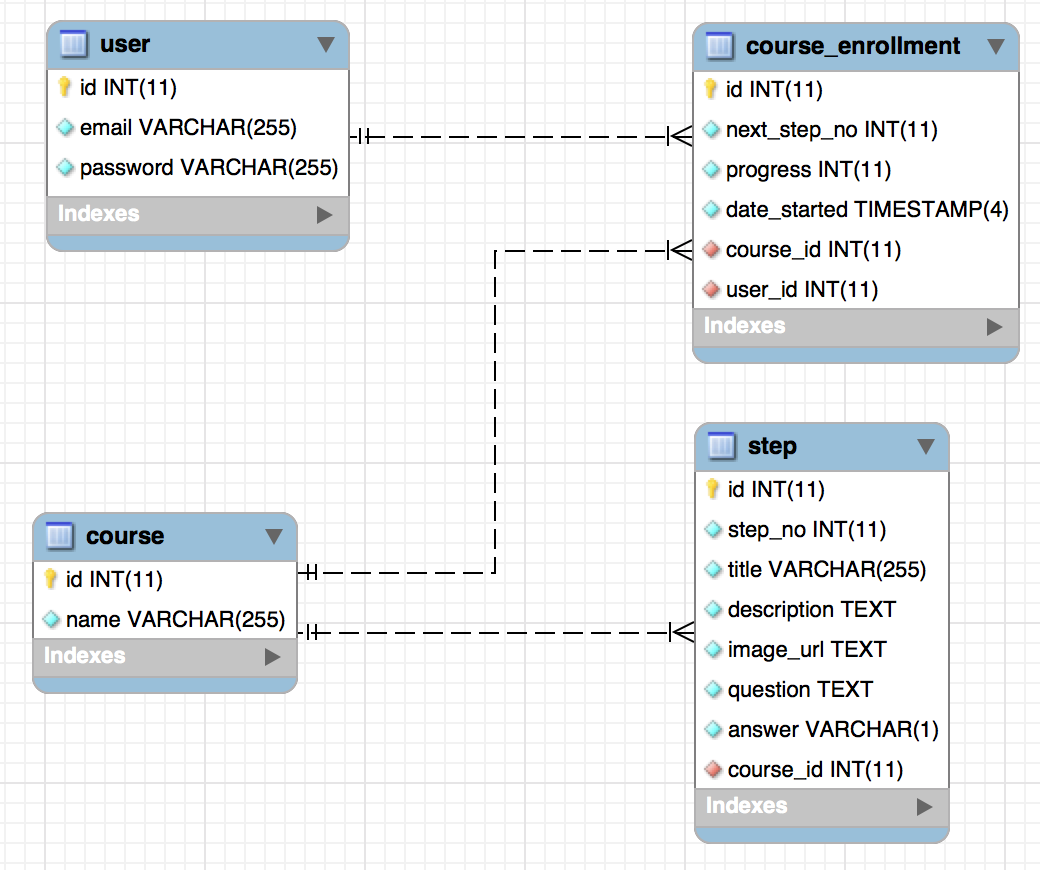 user
id INT(11)
email VARCHAR(255)
password VARCHAR(255)
Indexes
course_enrollment
id INT(11)
next_step_no INT(11)
progress INT(11)
date_started TIMESTAMP(4)
course_id INT(11)
user_id INT(11)
Indexes
course
id INT(11)
name VARCHAR(255)
Indexes
step
id INT(11)
step_no INT(11)
title VARCHAR(255)
description TEXT
image_url TEXT
question TEXT
answer VARCHAR(1)
course_id INT(11)
Indexes